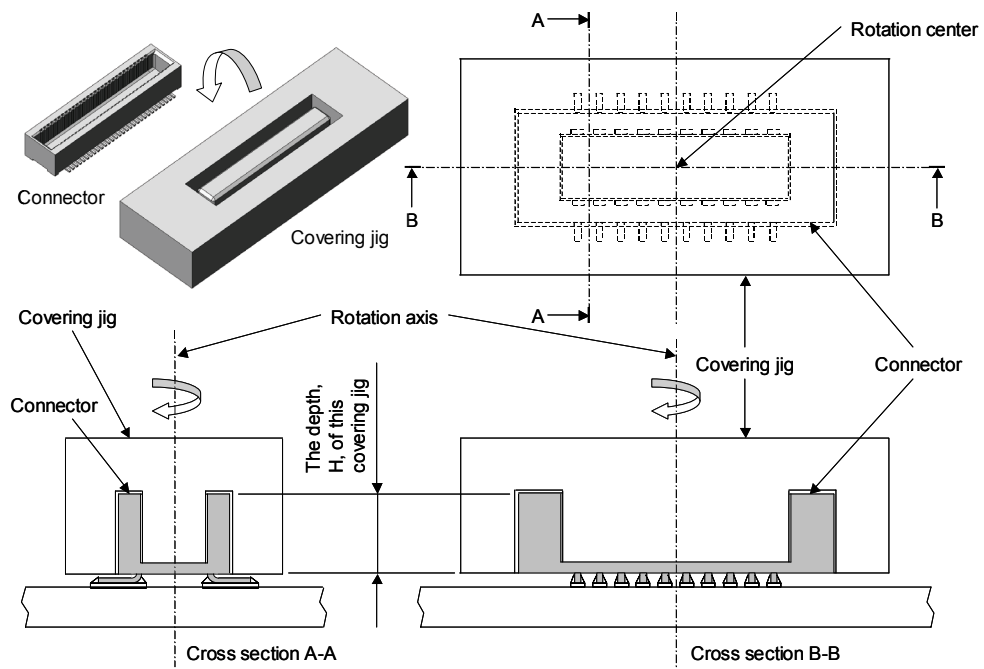 A
Rotation center
Connector
B
B
Covering jig
A
Covering jig
Rotation axis
Covering jig
Connector
Connector
The depth,
H, of this
covering jig
Cross section A-A
Cross section B-B